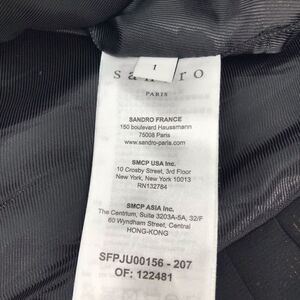 1
sandro
PARIS
SANDRO FRANCE
150 boulevard Haussmann
75008 Paris
www.sandro-paris.com
SMCP USA Inc.
10 Crosby Street, 3rd Floor
New York, New York 10013
RN132784
SMCP ASIA Inc.
The Centrium, Suite 3203A-5A, 32/F
60 Wyndham Street, Central
HONG-KONG
SFPJU00156 - 207
OF: 122481